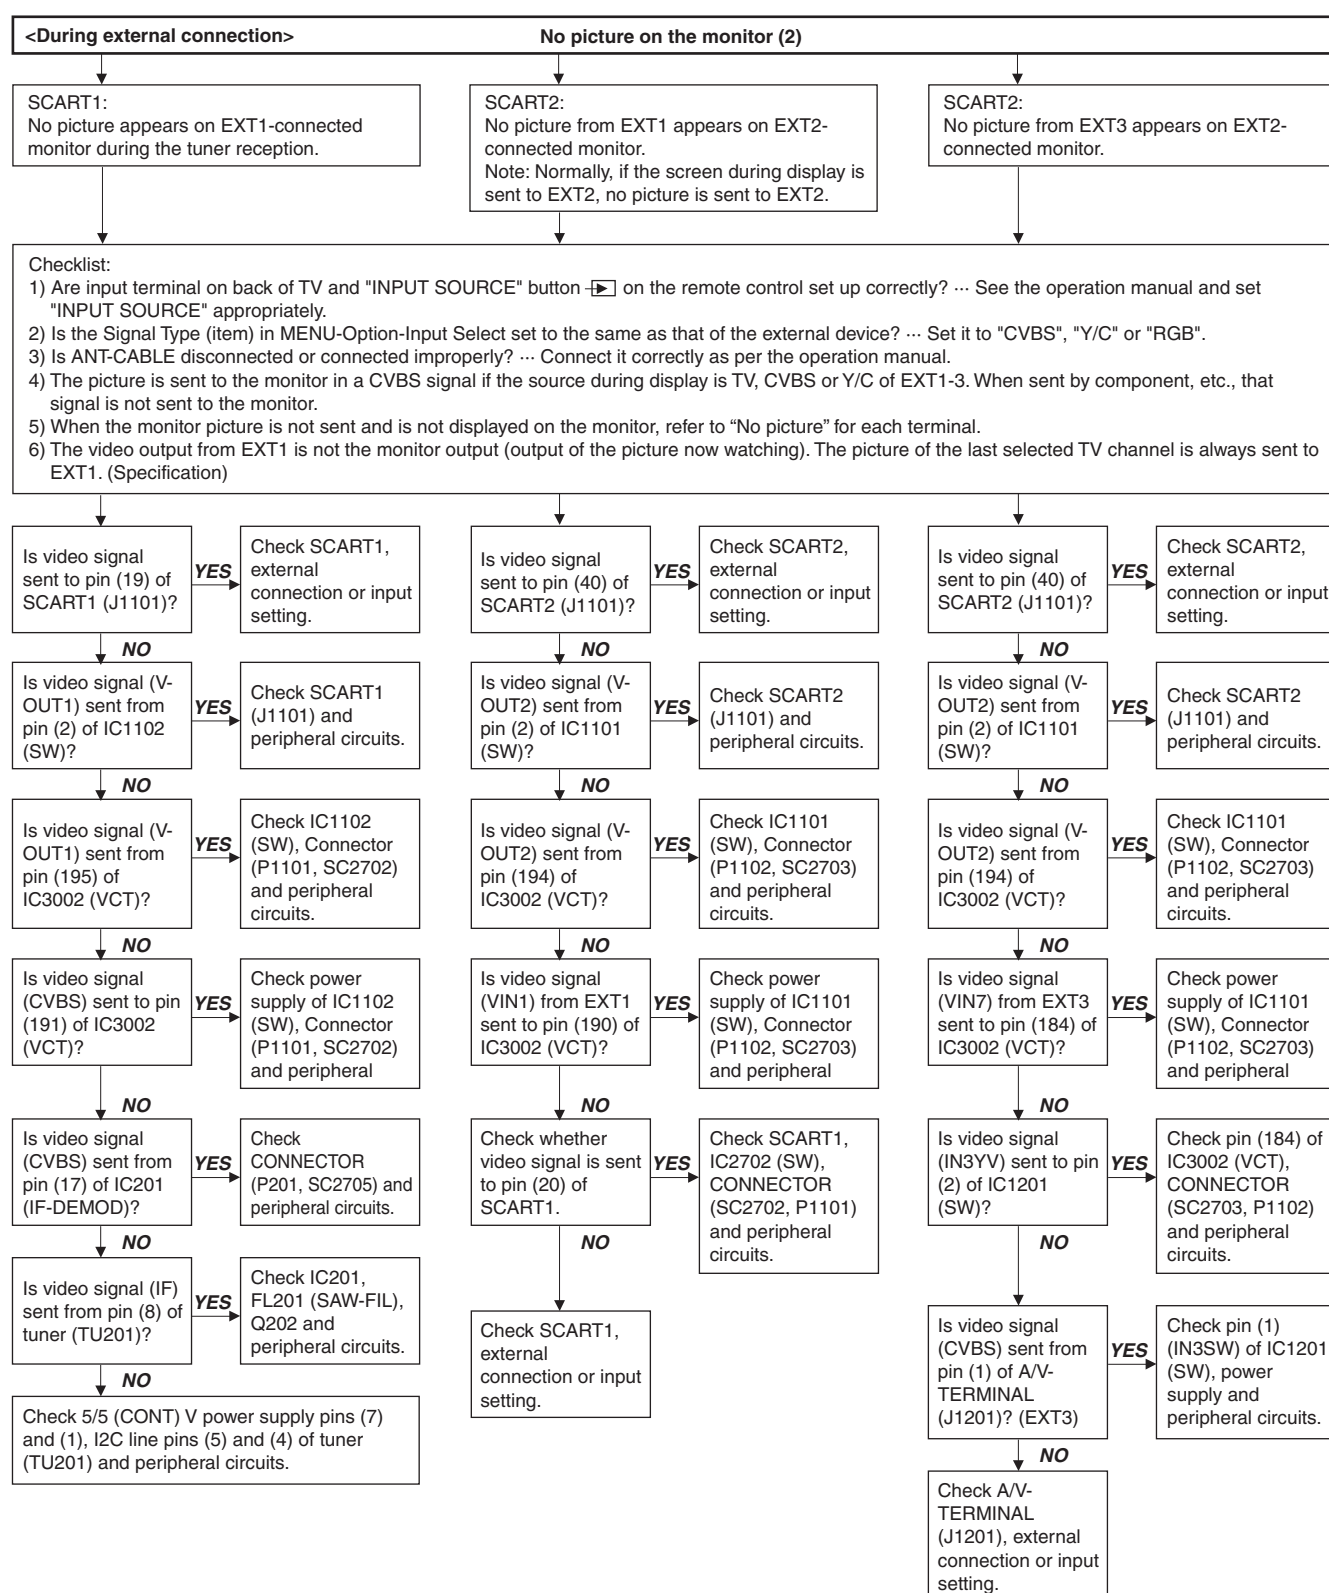 <During external connection>
No picture on the monitor (2)
SCART1:
No picture appears on EXT1-connected
monitor during the tuner reception.
SCART2:
No picture from EXT1 appears on EXT2-
connected monitor.
Note: Normally, if the screen during display is
sent to EXT2, no picture is sent to EXT2.
SCART2:
No picture from EXT3 appears on EXT2-
connected monitor.
Checklist:
1) Are input terminal on back of TV and "INPUT SOURCE" button on the remote control set up correctly? ··· See the operation manual and set
"INPUT SOURCE" appropriately.
2) Is the Signal Type (item) in MENU-Option-Input Select set to the same as that of the external device? ··· Set it to "CVBS", "Y/C" or "RGB".
3) Is ANT-CABLE disconnected or connected improperly? ··· Connect it correctly as per the operation manual.
4) The picture is sent to the monitor in a CVBS signal if the source during display is TV, CVBS or Y/C of EXT1-3. When sent by component, etc., that
signal is not sent to the monitor.
5) When the monitor picture is not sent and is not displayed on the monitor, refer to “No picture” for each terminal.
6) The video output from EXT1 is not the monitor output (output of the picture now watching). The picture of the last selected TV channel is always sent to
EXT1. (Specification)
Is video signal
sent to pin (19) of
SCART1 (J1101)?
YES
Check SCART1,
external
connection or input
setting.
NO
Is video signal (V-
OUT1) sent from
pin (2) of IC1102
(SW)?
YES
Check SCART1
(J1101) and
peripheral circuits.
NO
Is video signal (V-
OUT1) sent from
pin (195) of
IC3002 (VCT)?
YES
Check IC1102
(SW), Connector
(P1101, SC2702)
and peripheral
circuits.
NO
Is video signal
(CVBS) sent to pin
(191) of IC3002
(VCT)?
YES
Check power
supply of IC1102
(SW), Connector
(P1101, SC2702)
and peripheral
NO
Is video signal
(CVBS) sent from
pin (17) of IC201
(IF-DEMOD)?
YES
Check
CONNECTOR
(P201, SC2705) and
peripheral circuits.
NO
Is video signal (IF)
sent from pin (8) of
tuner (TU201)?
YES
Check IC201,
FL201 (SAW-FIL),
Q202 and
peripheral circuits.
NO
Check 5/5 (CONT) V power supply pins (7)
and (1), I2C line pins (5) and (4) of tuner
(TU201) and peripheral circuits.
Is video signal
sent to pin (40) of
SCART2 (J1101)?
YES
Check SCART2,
external
connection or input
setting.
NO
Is video signal (V-
OUT2) sent from
pin (2) of IC1101
(SW)?
YES
Check SCART2
(J1101) and
peripheral circuits.
NO
Is video signal (V-
OUT2) sent from
pin (194) of
IC3002 (VCT)?
YES
Check IC1101
(SW), Connector
(P1102, SC2703)
and peripheral
circuits.
NO
Is video signal
(VIN1) from EXT1
sent to pin (190) of
IC3002 (VCT)?
YES
Check power
supply of IC1101
(SW), Connector
(P1102, SC2703)
and peripheral
NO
Check whether
video signal is sent
to pin (20) of
SCART1.
YES
Check SCART1,
IC2702 (SW),
CONNECTOR
(SC2702, P1101)
and peripheral
circuits.
NO
Check SCART1,
external
connection or input
setting.
Is video signal
sent to pin (40) of
SCART2 (J1101)?
YES
Check SCART2,
external
connection or input
setting.
NO
Is video signal (V-
OUT2) sent from
pin (2) of IC1101
(SW)?
YES
Check SCART2
(J1101) and
peripheral circuits.
NO
Is video signal (V-
OUT2) sent from
pin (194) of
IC3002 (VCT)?
YES
Check IC1101
(SW), Connector
(P1102, SC2703)
and peripheral
circuits.
NO
Is video signal
(VIN7) from EXT3
sent to pin (184) of
IC3002 (VCT)?
YES
Check power
supply of IC1101
(SW), Connector
(P1102, SC2703)
and peripheral
NO
Is video signal
(IN3YV) sent to pin
(2) of IC1201
(SW)?
YES
Check pin (184) of
IC3002 (VCT),
CONNECTOR
(SC2703, P1102)
and peripheral
circuits.
NO
Is video signal
(CVBS) sent from
pin (1) of A/V-
TERMINAL
(J1201)? (EXT3)
YES
Check pin (1)
(IN3SW) of IC1201
(SW), power
supply and
peripheral circuits.
NO
Check A/V-
TERMINAL
(J1201), external
connection or input
setting.